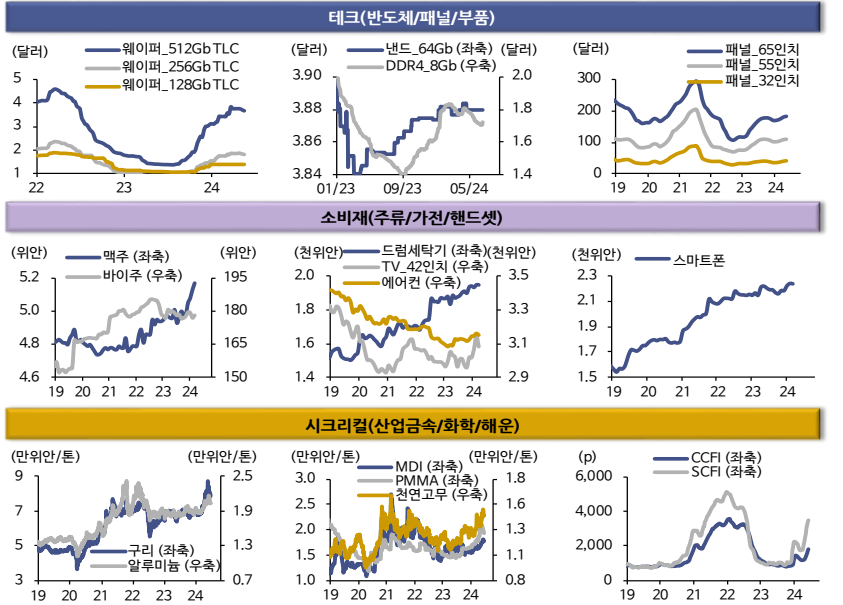 테크(반도체/패널/부품)
(달러)
웨이퍼_512Gb TLC
웨이퍼_256Gb TLC
웨이퍼_128Gb TLC
5
4
3
2
1
22 23 24
(달러) (달러)
낸드_64Gb (좌축)
DDR4_8Gb (우축)
3.90 2.0
3.88 1.8
3.86 1.6
3.84 1.4
01/23 09/23 05/24
(달러)
패널_65인치
패널_55인치
패널_32인치
300
200
100
0
19 20 21 22 23 24
소비재(주류/가전/핸드셋)
(위안) (위안)
맥주 (좌축)
바이주 (우축)
5.2 195
5.0 180
4.8 165
4.6 150
19 20 21 22 23 24
(천위안) (천위안)
드럼세탁기 (좌축)
TV_42인치 (우축)
에어컨 (우축)
2.0 3.5
1.8 3.3
1.6 3.1
1.4 2.9
19 20 21 22 23 24
(천위안)
스마트폰
2.3
2.1
1.9
1.7
1.5
19 20 21 22 23 24
시크리컬(산업금속/화학/해운)
(만위안/톤) (만위안/톤)
9 2.5
7 1.9
5 1.3
3 0.7
구리 (좌축)
알루미늄 (우축)
19 20 21 22 23 24
(만위안/톤) (만위안/톤)
MDI (좌축)
PMMA (좌축)
천연고무 (우축)
3.0 1.8
2.5 1.6
2.0 1.3
1.5 1.1
1.0 0.8
19 20 21 22 23 24
(p)
CCFI (좌축)
SCFI (좌축)
6,000
4,000
2,000
0
19 20 21 22 23 24